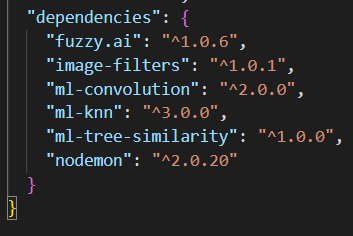 "dependencies": {
"fuzzy.ai": "^1.0.6",
"image-filters": "^1.0.1",
"ml-convolution": "^2.0.0",
"ml-knn": "^3.0.0",
"ml-tree-similarity": "^1.0.0",
"nodemon": "^2.0.20"
}
}